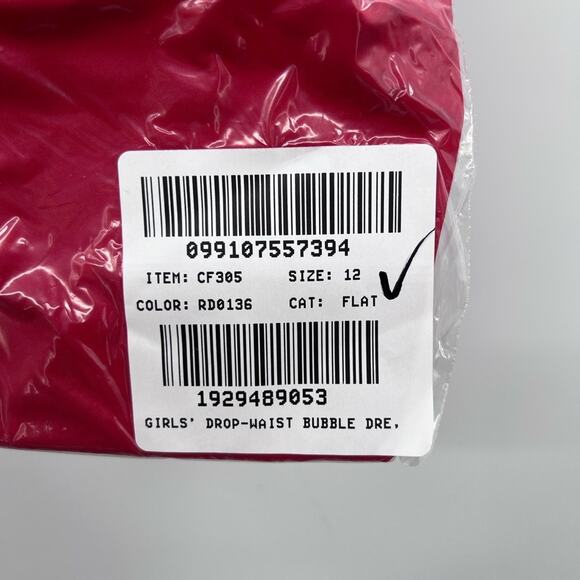 099107557394
ITEM: CF305 SIZE: 12
COLOR: RD0136 CAT: FLAT
1929489053
GIRLS' DROP-WAIST BUBBLE DRE,